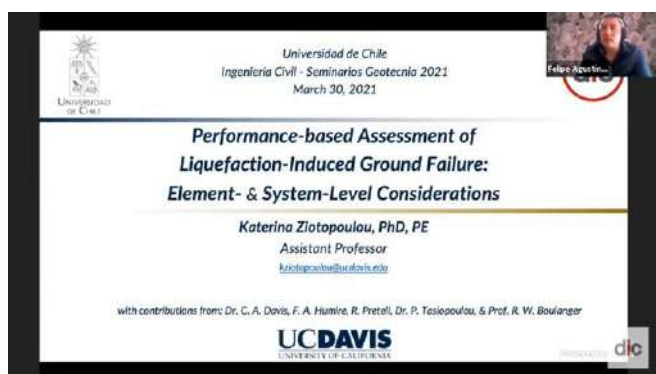 Universidad de Chile
Ingeniería Civil - Seminarios Geotecnia 2021
March 30, 2021
UNIVERSIDAD
DE CHILE
Felipe Agustín...
Performance-based Assessment of
Liquefaction-Induced Ground Failure:
Element- & System-Level Considerations
Katerina Ziotopoulou, PhD, PE
Assistant Professor
kziotopoulou@ucdavis.edu
with contributions from: Dr. C. A. Davis, F. A. Humire, R. Pretell, Dr. P. Tasiopoulou, & Prof. R. W. Boulanger
UCDAVIS
UNIVERSITY OF CALIFORNIA
dic